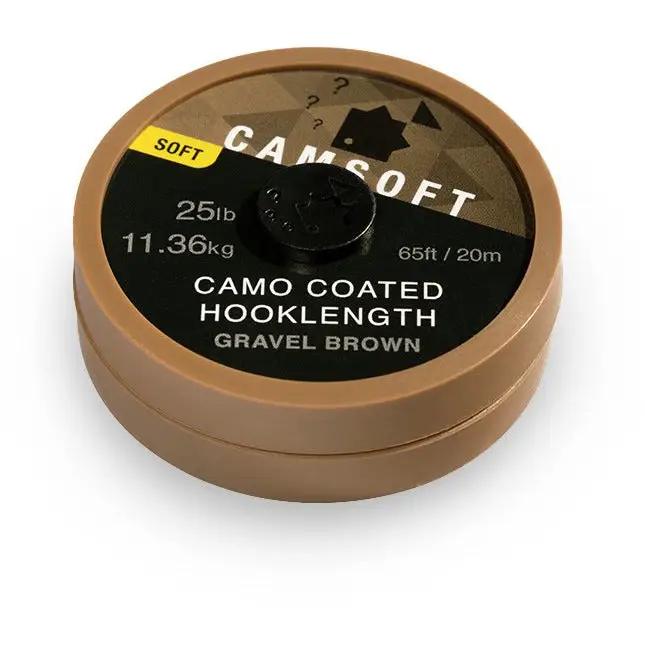 ? ? ?
CAMSOFT
SOFT
25lb
11.36kg
65ft / 20m
CAMO COATED
HOOKLENGTH
GRAVEL BROWN